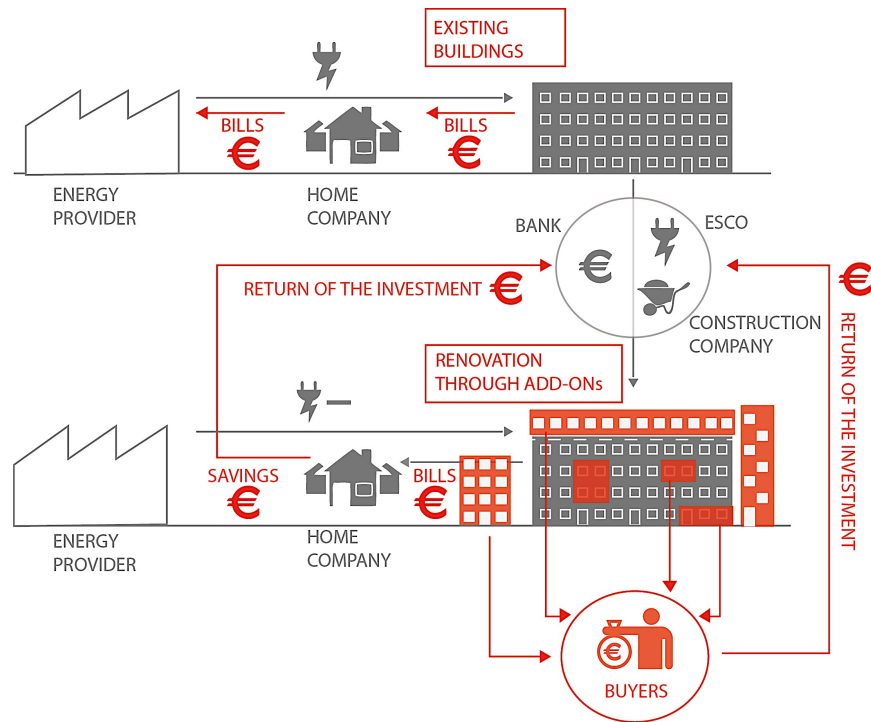 EXISTING
BUILDINGS
BILLS
€
BILLS
€
ENERGY
PROVIDER
HOME
COMPANY
BANK
ESCO
€
RETURN OF THE INVESTMENT €
€
CONSTRUCTION
COMPANY
RETURN OF THE INVESTMENT
RENOVATION
THROUGH ADD-ONs
SAVINGS
€
BILLS
€
ENERGY
PROVIDER
HOME
COMPANY
€
BUYERS